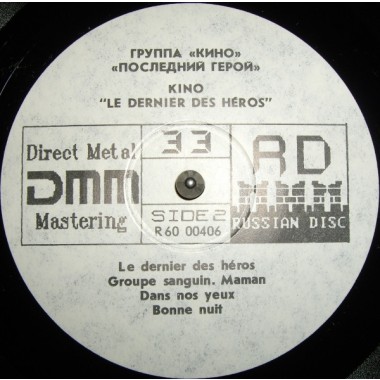 ГРУППА «КИНО»
«ПОСЛЕДНИЙ ГЕРОЙ»
KINO
"LE DERNIER DES HÉROS"
Direct Metal
DMM
Mastering
33
SIDE 2
R 60 00406
RD
RUSSIAN DISC
Le dernier des héros
Groupe sanguin. Maman
Dans nos yeux
Bonne nuit